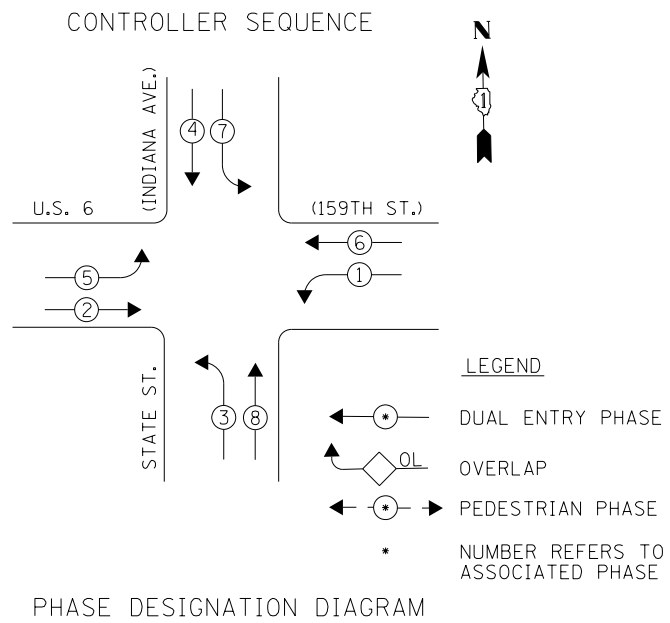 CONTROLLER SEQUENCE
N
1
(INDIANA AVE.)
4
7
U.S. 6
(159TH ST.)
6
5
1
2
STATE ST.
3
8
LEGEND
* DUAL ENTRY PHASE
OL OVERLAP
* PEDESTRIAN PHASE
* NUMBER REFERS TO
ASSOCIATED PHASE
PHASE DESIGNATION DIAGRAM